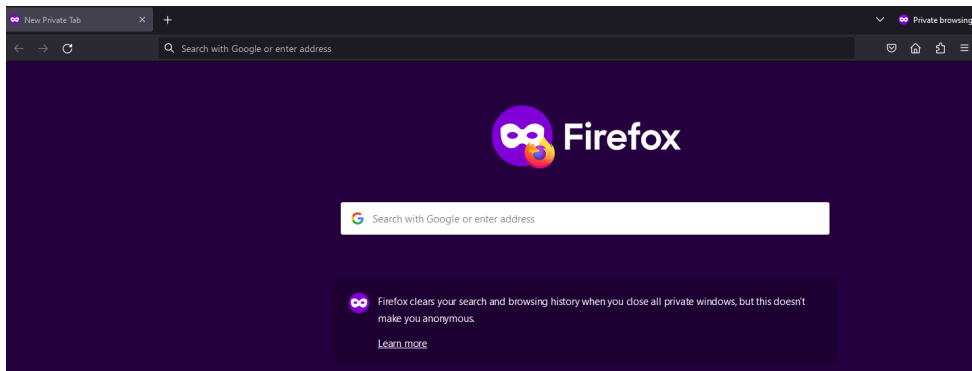 New Private Tab
Private browsing
Search with Google or enter address
Firefox
Search with Google or enter address
Firefox clears your search and browsing history when you close all private windows, but this doesn't
make you anonymous.
Learn more